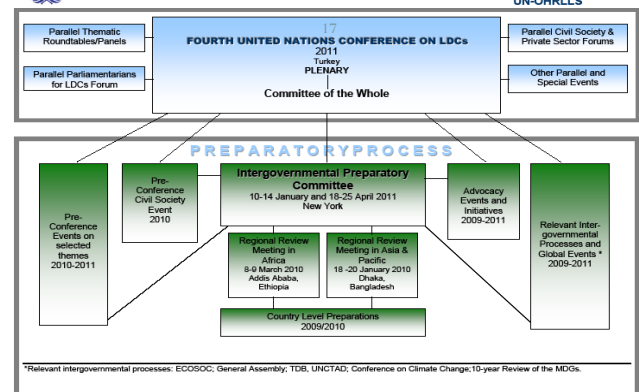 UN-OHRLLS
Parallel Thematic
Roundtables/Panels
Parallel Parliamentarians
for LDCs Forum
17
FOURTH UNITED NATIONS CONFERENCE ON LDCs
2011
Turkey
PLENARY
Committee of the Whole
Parallel Civil Society &
Private Sector Forums
Other Parallel and
Special Events
PREPARATORYPROCESS
Pre-
Conference
Events on
selected
themes
2010-2011
Pre-
Conference
Civil Society
Event
2010
Intergovernmental Preparatory
Committee
10-14 January and 18-25 April 2011
New York
Regional Review
Meeting in
Africa
8-9 March 2010
Addis Ababa,
Ethiopia
Regional Review
Meeting in Asia &
Pacific
18 -20 January 2010
Dhaka,
Bangladesh
Country Level Preparations
2009/2010
Advocacy
Events and
Initiatives
2009-2011
Relevant Inter-
governmental
Processes and
Global Events *
2009-2011
*Relevant intergovernmental processes: ECOSOC; General Assembly; TDB, UNCTAD; Conference on Climate Change;10-year Review of the MDGs.